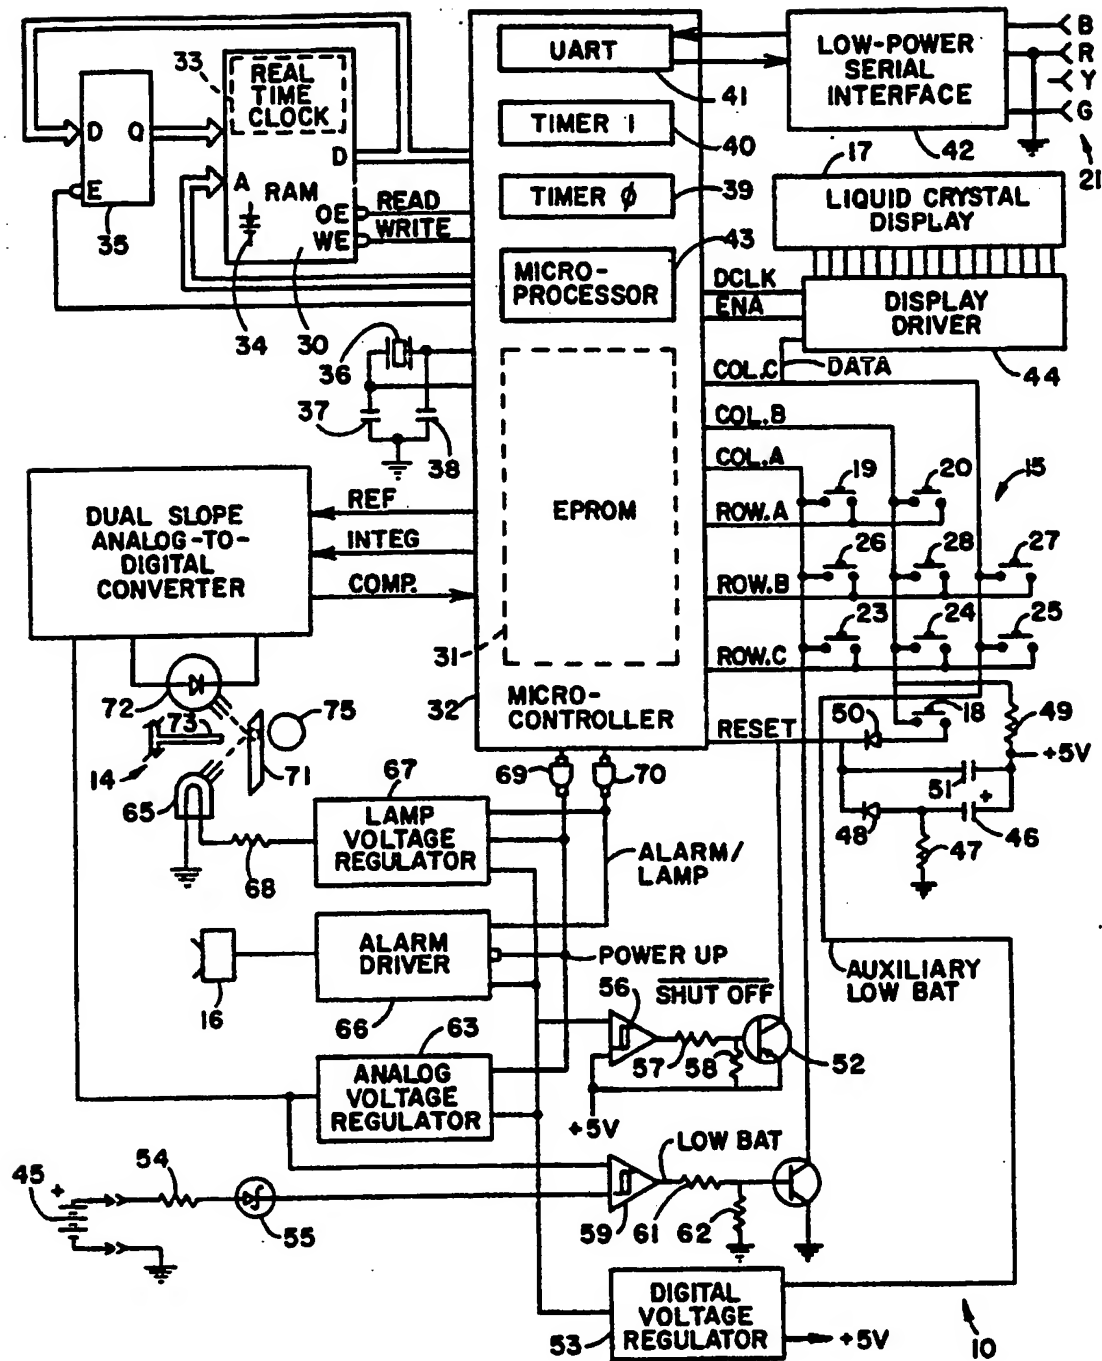 33
REAL
TIME
CLOCK
D
Q
E
35
D
A
RAM
OE
WE
READ
WRITE
34
30
36
37
38
UART
41
TIMER 1
40
TIMER ϕ
39
43
MICRO-
PROCESSOR
EPROM
31
32
MICRO-
CONTROLLER
LOW-POWER
SERIAL
INTERFACE
42
B
R
Y
G
21
17
LIQUID CRYSTAL
DISPLAY
DCLK
ENA
DISPLAY
DRIVER
44
COL.C
DATA
COL.B
COL.A
19
20
15
ROW.A
26
28
27
ROW.B
23
24
25
ROW.C
RESET
50
18
49
+5V
51
48
+
46
47
DUAL SLOPE
ANALOG-TO-
DIGITAL
CONVERTER
REF
INTEG
COMP.
72
73
75
14
71
65
68
67
LAMP
VOLTAGE
REGULATOR
69
70
ALARM/
LAMP
ALARM
DRIVER
16
66
POWER UP
AUXILIARY
LOW BAT
SHUT OFF
56
57
58
52
+5V
63
ANALOG
VOLTAGE
REGULATOR
LOW BAT
45
+
54
55
59
61
62
DIGITAL
VOLTAGE
REGULATOR
53
+5V
10